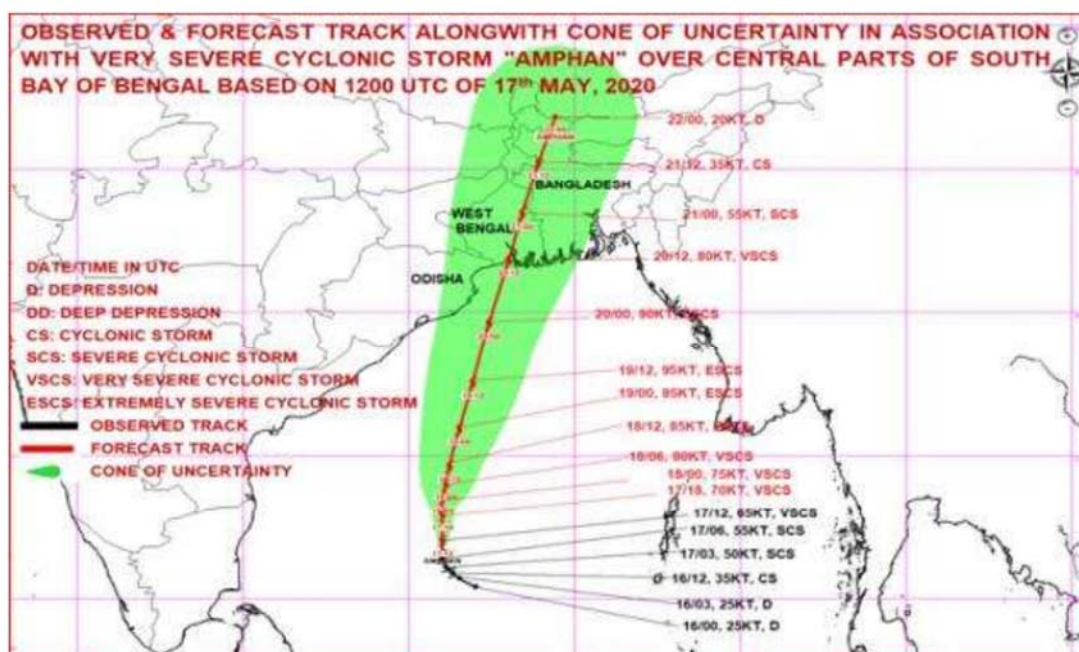 OBSERVED & FORECAST TRACK ALONGWITH CONE OF UNCERTAINTY IN ASSOCIATION
WITH VERY SEVERE CYCLONIC STORM "AMPHAN" OVER CENTRAL PARTS OF SOUTH
BAY OF BENGAL BASED ON 1200 UTC OF 17th MAY, 2020
22/00, 20KT, D
21/12, 35KT, CS
BANGLADESH
WEST
BENGAL
21/00, 55KT, SCS
20/12, 80KT, VSCS
ODISHA
DATE/TIME IN UTC
D: DEPRESSION
DD: DEEP DEPRESSION
CS: CYCLONIC STORM
SCS: SEVERE CYCLONIC STORM
VSCS: VERY SEVERE CYCLONIC STORM
ESCS: EXTREMELY SEVERE CYCLONIC STORM
OBSERVED TRACK
FORECAST TRACK
CONE OF UNCERTAINTY
20/00, 90KT,
19/12, 95KT, ESCS
19/00, 95KT, ESCS
18/12, 85KT,
18/06, 80KT, VSCS
18/00, 75KT, VSCS
17/18, 70KT, VSCS
17/12, 65KT, VSCS
17/06, 55KT, SCS
17/03, 50KT, SCS
16/12, 35KT, CS
16/03, 25KT, D
16/00, 25KT, D